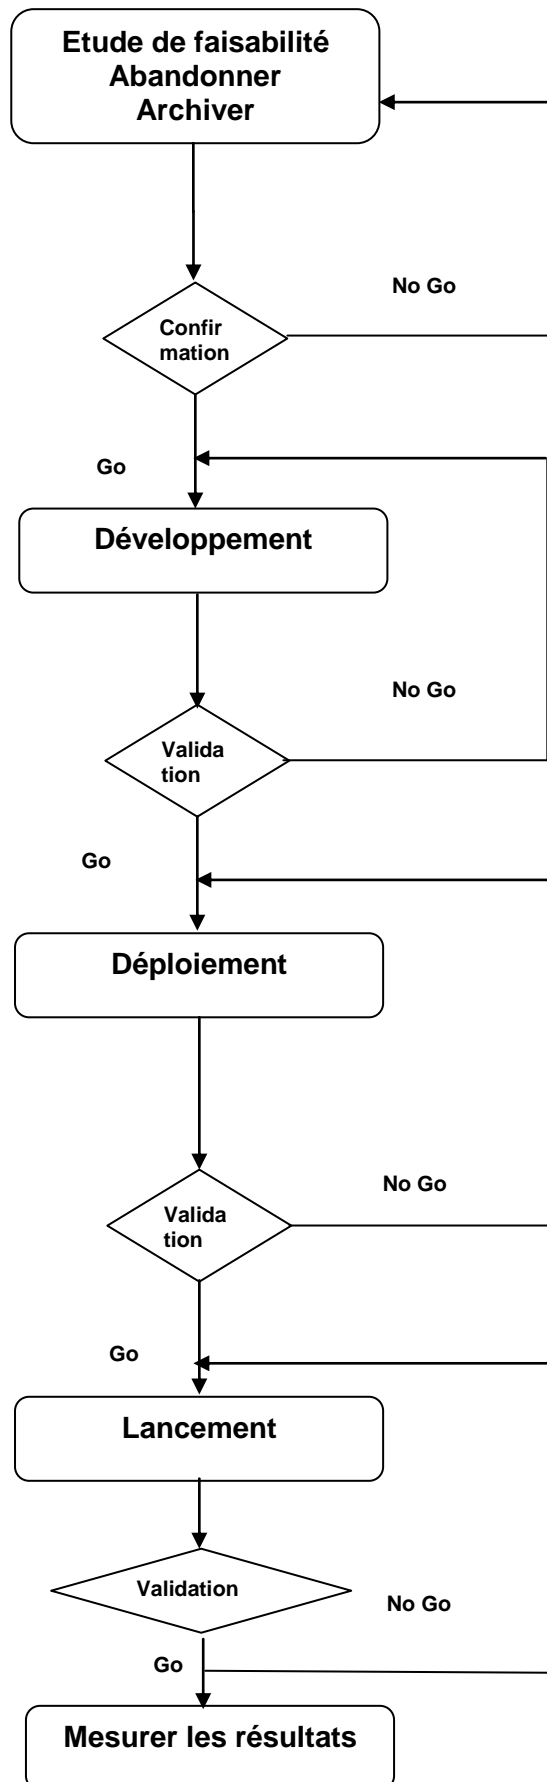 Etude de faisabilité
Abandonner
Archiver
No Go
Confir
mation
Go
Développement
No Go
Valida
tion
Go
Déploiement
No Go
Valida
tion
Go
Lancement
Validation
No Go
Go
Mesurer les résultats